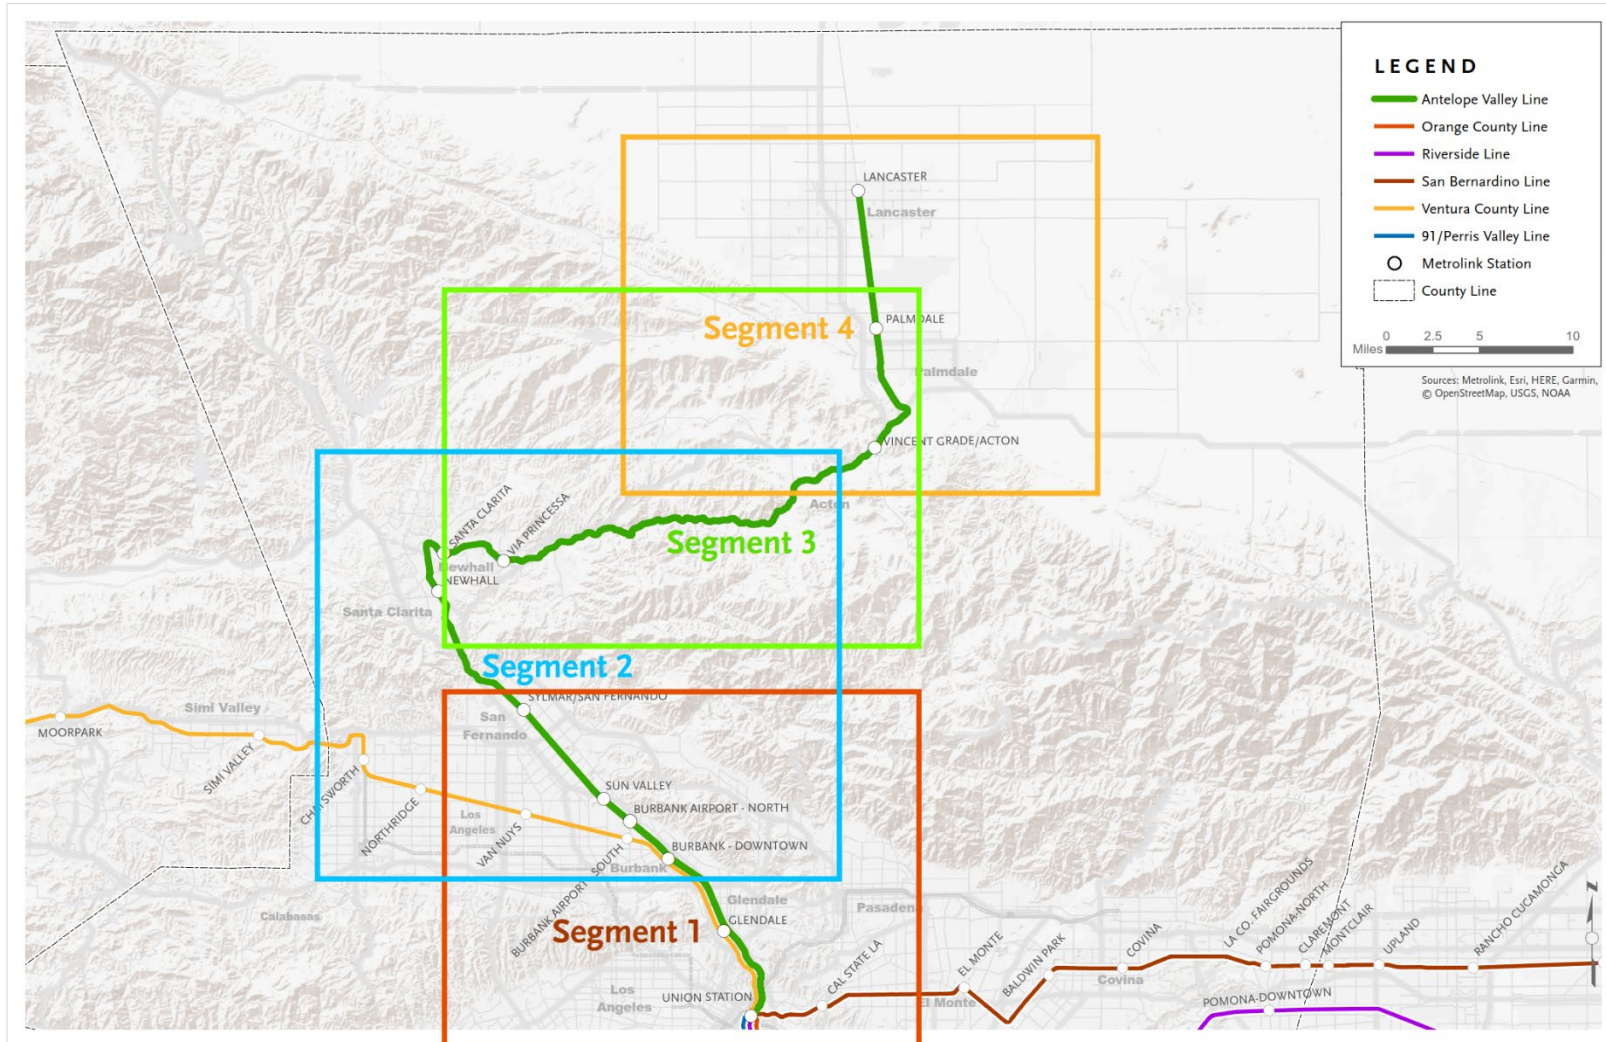 LEGEND
Antelope Valley Line
Orange County Line
Riverside Line
San Bernardino Line
Ventura County Line
91/Perris Valley Line
Metrolink Station
County Line
0 2.5 5 10
Miles
Sources: Metrolink, Esri, HERE, Garmin,
© OpenStreetMap, USGS, NOAA
LANCASTER
Lancaster
Segment 4
PALMDALE
Palmdale
VINCENT GRADE/ACTON
Acton
SANTA CLARITA
VIA PRINCESSA
Segment 3
Newhall
NEWHALL
Santa Clarita
Segment 2
SYLMAR/SAN FERNANDO
San
Fernando
Simi Valley
MOORPARK
SIMI VALLEY
CHATSWORTH
NORTHRIDGE
VAN NUYS
Los
Angeles
SUN VALLEY
BURBANK AIRPORT - NORTH
BURBANK - DOWNTOWN
BURBANK AIRPORT - SOUTH
Burbank
Glendale
GLENDALE
Pasadena
Calabasas
Segment 1
Los
Angeles
UNION STATION
CAL STATE LA
EL MONTE
El Monte
BALDWIN PARK
COVINA
Covina
LA CO. FAIRGROUNDS
POMONA-NORTH
CLAREMONT
MONTCLAIR
UPLAND
RANCHO CUCAMONGA
POMONA-DOWNTOWN
N